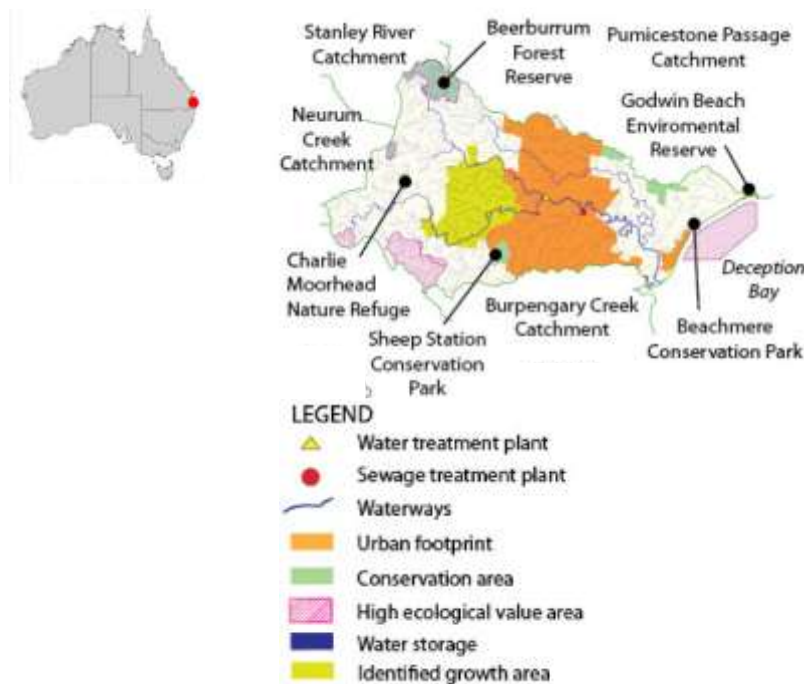 Stanley River
Catchment
Beerburrum
Forest
Reserve
Pumicestone Passage
Catchment
Godwin Beach
Enviromental
Reserve
Neurum
Creek
Catchment
Charlie
Moorhead
Nature Refuge
Sheep Station
Conservation
Park
Burpengary Creek
Catchment
Deception
Bay
Beachmere
Conservation Park
LEGEND
Water treatment plant
Sewage treatment plant
Waterways
Urban footprint
Conservation area
High ecological value area
Water storage
Identified growth area